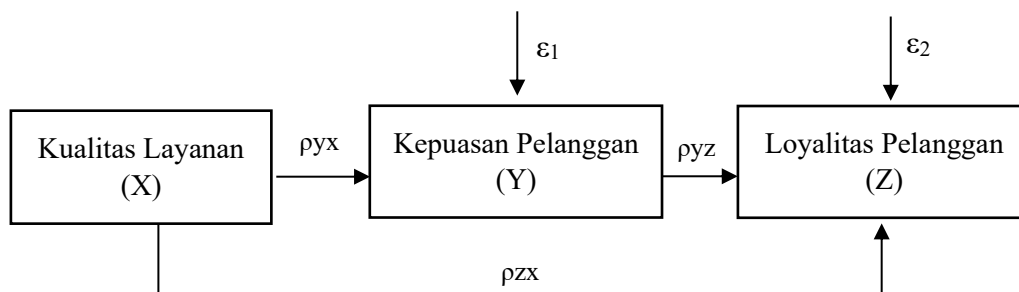 ε1
ε2
Kualitas Layanan
(X)
ρyx
Kepuasan Pelanggan
(Y)
ρyz
Loyalitas Pelanggan
(Z)
ρzx